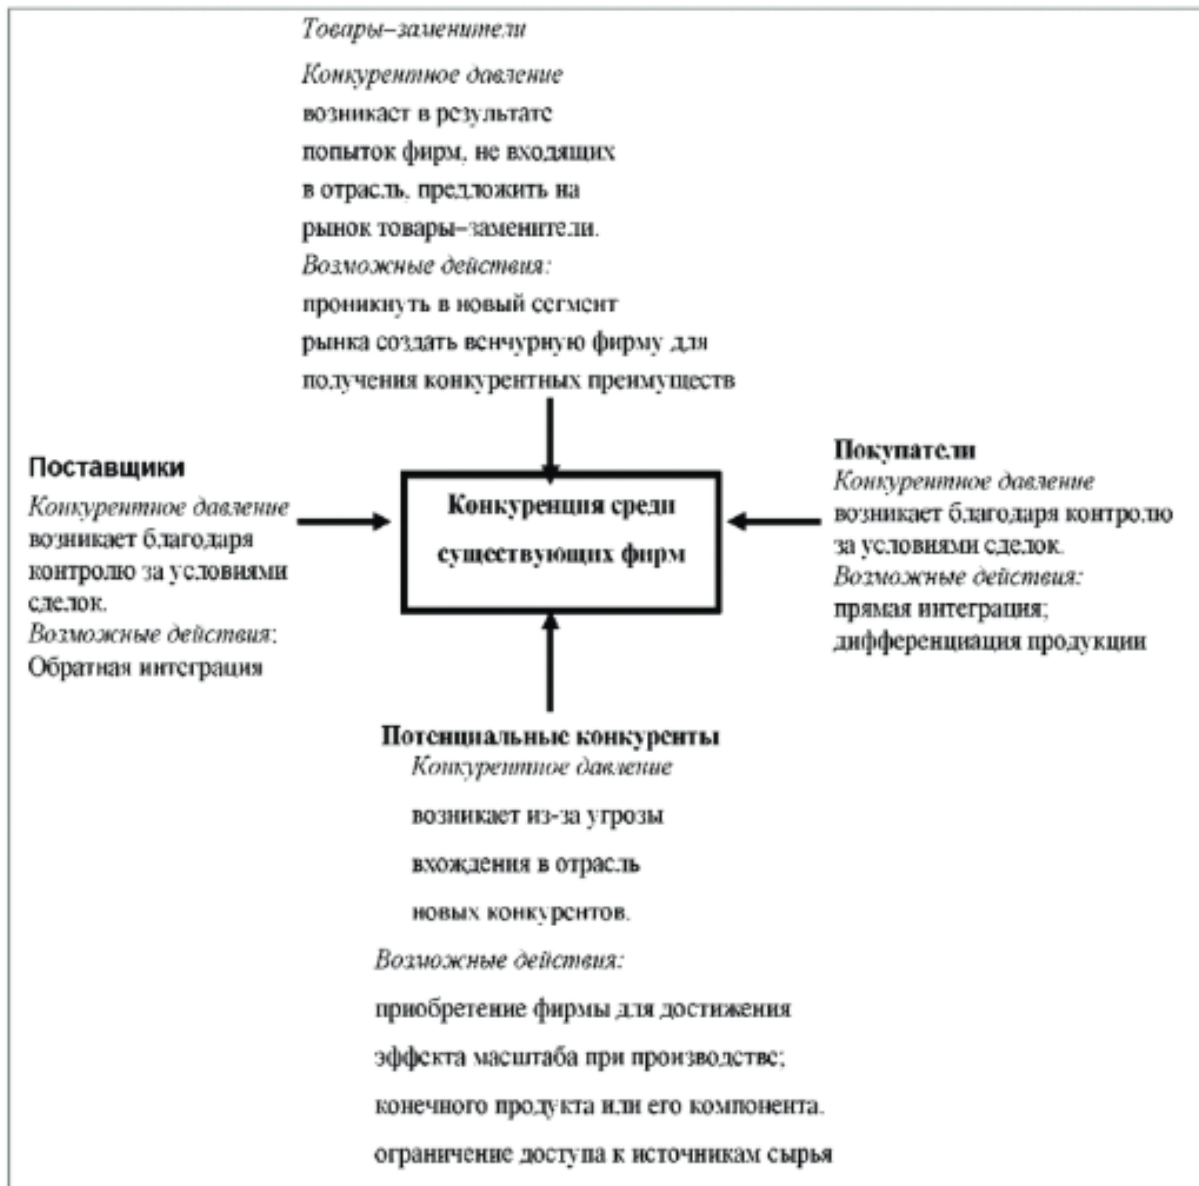 Товары–заменители
Конкурентное давление
возникает в результате
попыток фирм, не входящих
в отрасль, предложить на
рынок товары–заменители.
Возможные действия:
проникнуть в новый сегмент
рынка создать венчурную фирму для
получения конкурентных преимуществ
Поставщики
Конкурентное давление
возникает благодаря
контролю за условиями
сделок.
Возможные действия:
Обратная интеграция
Конкуренция среди
существующих фирм
Покупатели
Конкурентное давление
возникает благодаря контролю
за условиями сделок.
Возможные действия:
прямая интеграция;
дифференциация продукции
Потенциальные конкуренты
Конкурентное давление
возникает из-за угрозы
вхождения в отрасль
новых конкурентов.
Возможные действия:
приобретение фирмы для достижения
эффекта масштаба при производстве;
конечного продукта или его компонента.
ограничение доступа к источникам сырья